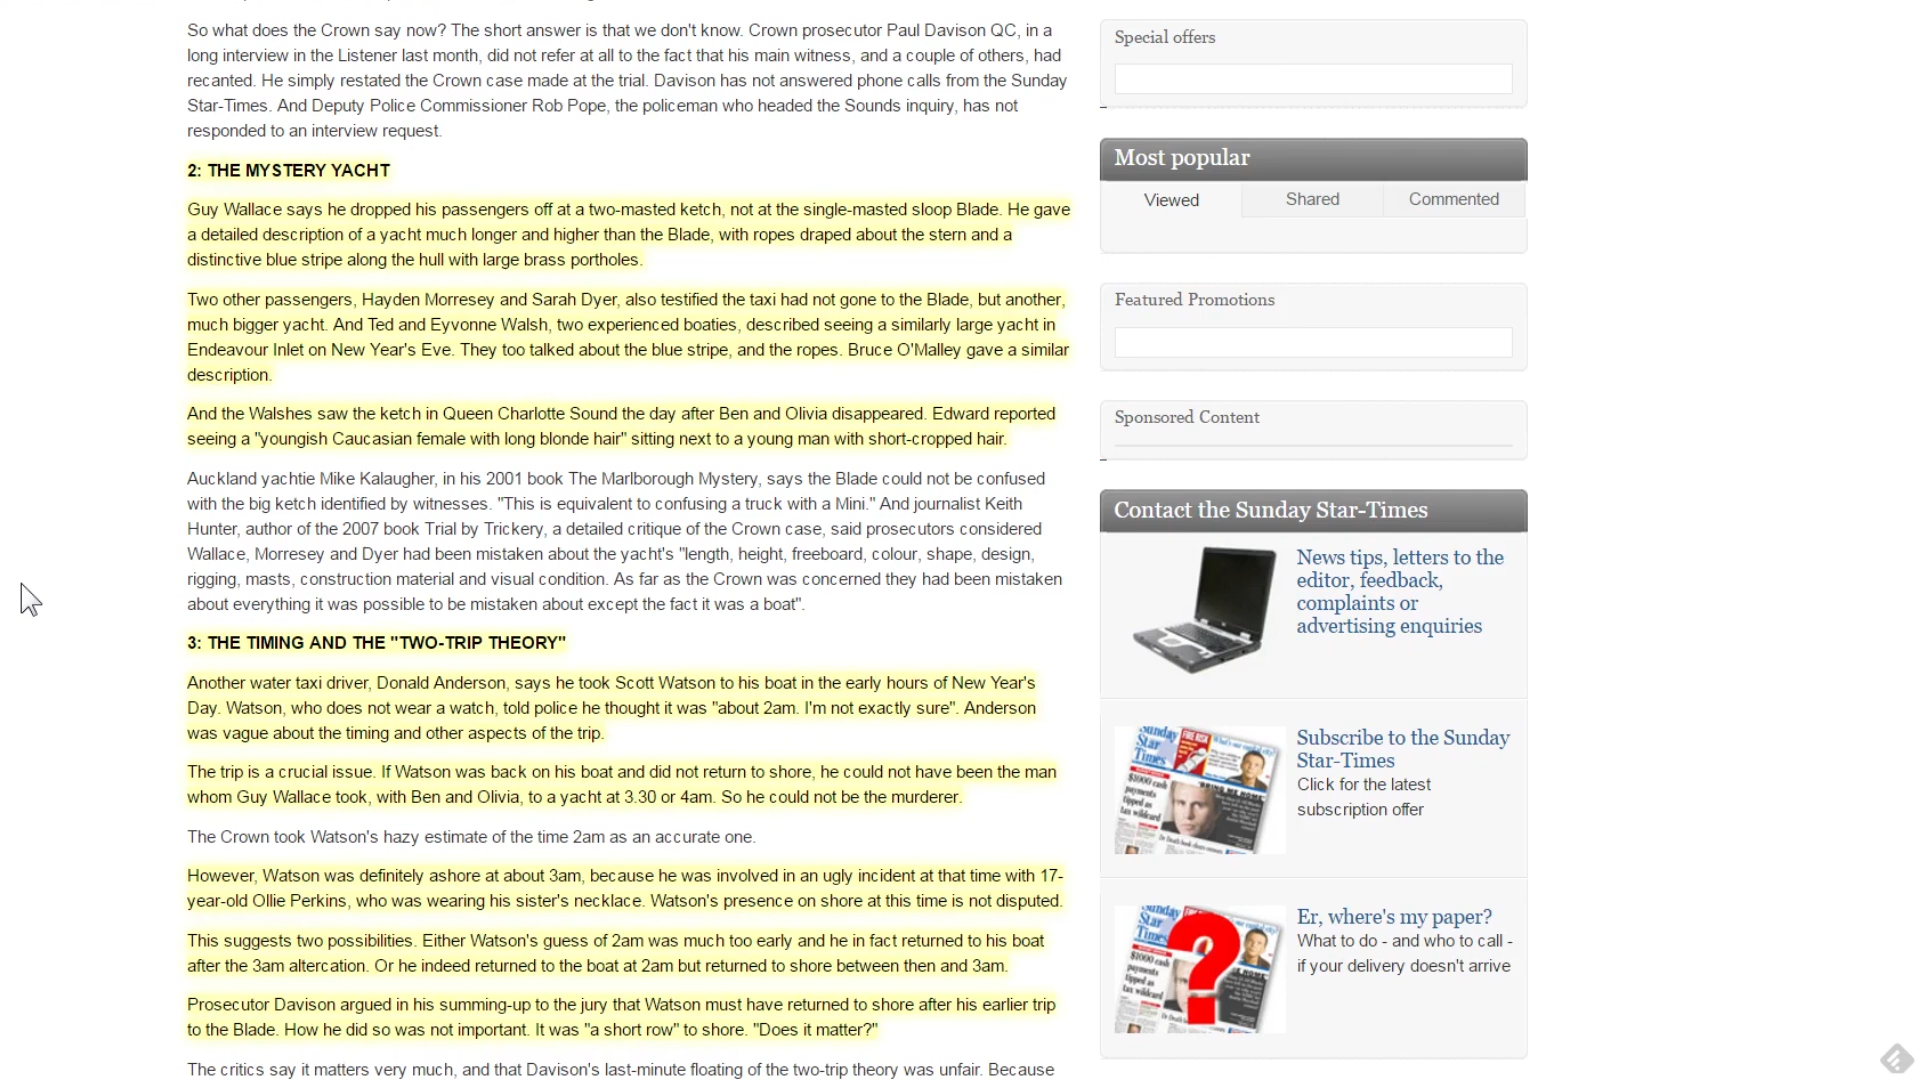 So what does the Crown say now? The short answer is that we don't know. Crown prosecutor Paul Davison QC, in a
long interview in the Listener last month, did not refer at all to the fact that his main witness, and a couple of others, had
recanted. He simply restated the Crown case made at the trial. Davison has not answered phone calls from the Sunday
Star-Times. And Deputy Police Commissioner Rob Pope, the policeman who headed the Sounds inquiry, has not
responded to an interview request.
2: THE MYSTERY YACHT
Guy Wallace says he dropped his passengers off at a two-masted ketch, not at the single-masted sloop Blade. He gave
a detailed description of a yacht much longer and higher than the Blade, with ropes draped about the stern and a
distinctive blue stripe along the hull with large brass portholes.
Two other passengers, Hayden Morresey and Sarah Dyer, also testified the taxi had not gone to the Blade, but another,
much bigger yacht. And Ted and Eyvonne Walsh, two experienced boaties, described seeing a similarly large yacht in
Endeavour Inlet on New Year's Eve. They too talked about the blue stripe, and the ropes. Bruce O'Malley gave a similar
description.
And the Walshes saw the ketch in Queen Charlotte Sound the day after Ben and Olivia disappeared. Edward reported
seeing a "youngish Caucasian female with long blonde hair" sitting next to a young man with short-cropped hair.
Auckland yachtie Mike Kalaugher, in his 2001 book The Marlborough Mystery, says the Blade could not be confused
with the big ketch identified by witnesses. "This is equivalent to confusing a truck with a Mini." And journalist Keith
Hunter, author of the 2007 book Trial by Trickery, a detailed critique of the Crown case, said prosecutors considered
Wallace, Morresey and Dyer had been mistaken about the yacht's "length, height, freeboard, colour, shape, design,
rigging, masts, construction material and visual condition. As far as the Crown was concerned they had been mistaken
about everything it was possible to be mistaken about except the fact it was a boat".
3: THE TIMING AND THE "TWO-TRIP THEORY"
Another water taxi driver, Donald Anderson, says he took Scott Watson to his boat in the early hours of New Year's
Day. Watson, who does not wear a watch, told police he thought it was "about 2am. I'm not exactly sure". Anderson
was vague about the timing and other aspects of the trip.
The trip is a crucial issue. If Watson was back on his boat and did not return to shore, he could not have been the man
whom Guy Wallace took, with Ben and Olivia, to a yacht at 3.30 or 4am. So he could not be the murderer.
The Crown took Watson's hazy estimate of the time 2am as an accurate one.
However, Watson was definitely ashore at about 3am, because he was involved in an ugly incident at that time with 17-
year-old Ollie Perkins, who was wearing his sister's necklace. Watson's presence on shore at this time is not disputed.
This suggests two possibilities. Either Watson's guess of 2am was much too early and he in fact returned to his boat
after the 3am altercation. Or he indeed returned to the boat at 2am but returned to shore between then and 3am.
Prosecutor Davison argued in his summing-up to the jury that Watson must have returned to shore after his earlier trip
to the Blade. How he did so was not important. It was "a short row" to shore. "Does it matter?"
The critics say it matters very much, and that Davison's last-minute floating of the two-trip theory was unfair. Because
Special offers
Most popular
Viewed
Shared
Commented
Featured Promotions
Sponsored Content
Contact the Sunday Star-Times
News tips, letters to the
editor, feedback,
complaints or
advertising enquiries
Sunday
Star
Times
Subscribe to the Sunday
Star-Times
Click for the latest
subscription offer
Sunday
Star
Times
Er, where's my paper?
What to do - and who to call -
if your delivery doesn't arrive